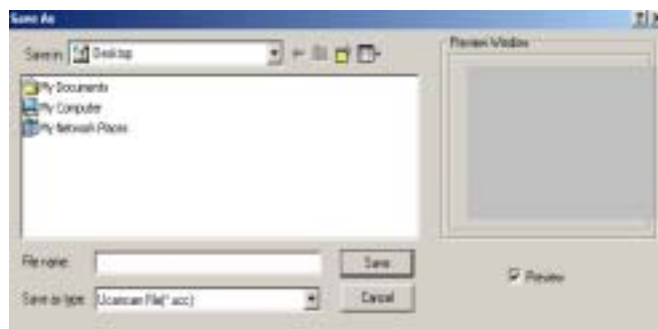 Save As
Save in: Desktop
Preview Window
My Documents
My Computer
My Network Places
File name:
Save
Preview
Save as type:
Cancel